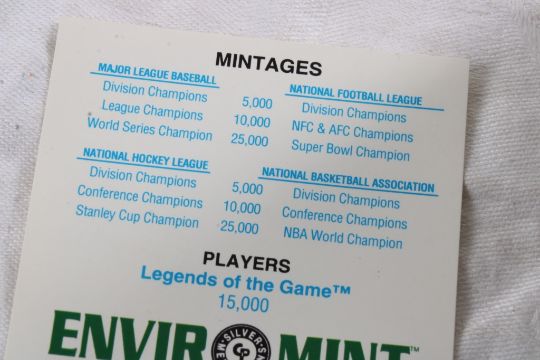 MINTAGES
MAJOR LEAGUE BASEBALL
Division Champions 5,000
League Champions 10,000
World Series Champion 25,000
NATIONAL FOOTBALL LEAGUE
Division Champions
NFC & AFC Champions
Super Bowl Champion
NATIONAL HOCKEY LEAGUE
Division Champions 5,000
Conference Champions 10,000
Stanley Cup Champion 25,000
NATIONAL BASKETBALL ASSOCIATION
Division Champions
Conference Champions
NBA World Champion
PLAYERS
Legends of the Game™
15,000
ENVIR MINT™